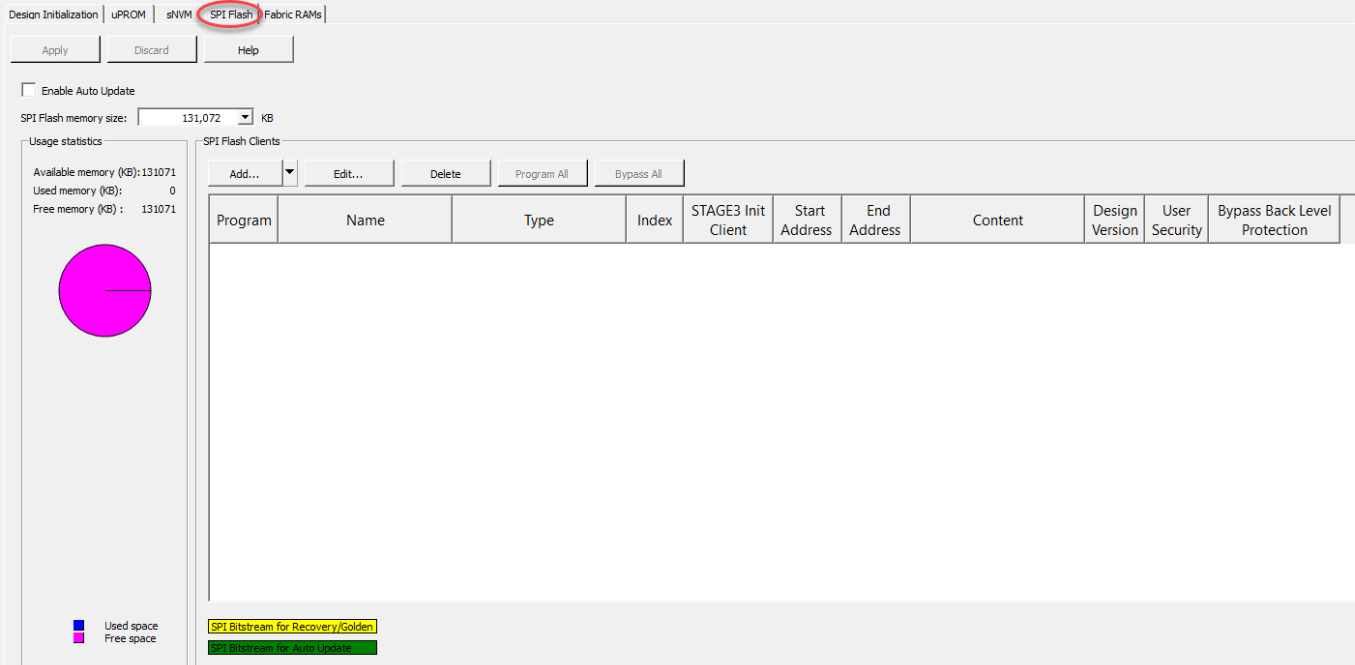 Design Initialization uPROM sNVM SPI Flash Fabric RAMs
Apply Discard Help
Enable Auto Update
SPI Flash memory size: 131,072 KB
Usage statistics
Available memory (KB): 131071
Used memory (KB): 0
Free memory (KB) : 131071
Used space
Free space
SPI Flash Clients
Add... Edit... Delete Program All Bypass All
Program Name Type Index STAGE3 Init Start End Content Design User Bypass Back Level
Client Address Address Version Security Protection
SPI Bitstream for Recovery/Golden
SPI Bitstream for Auto Update